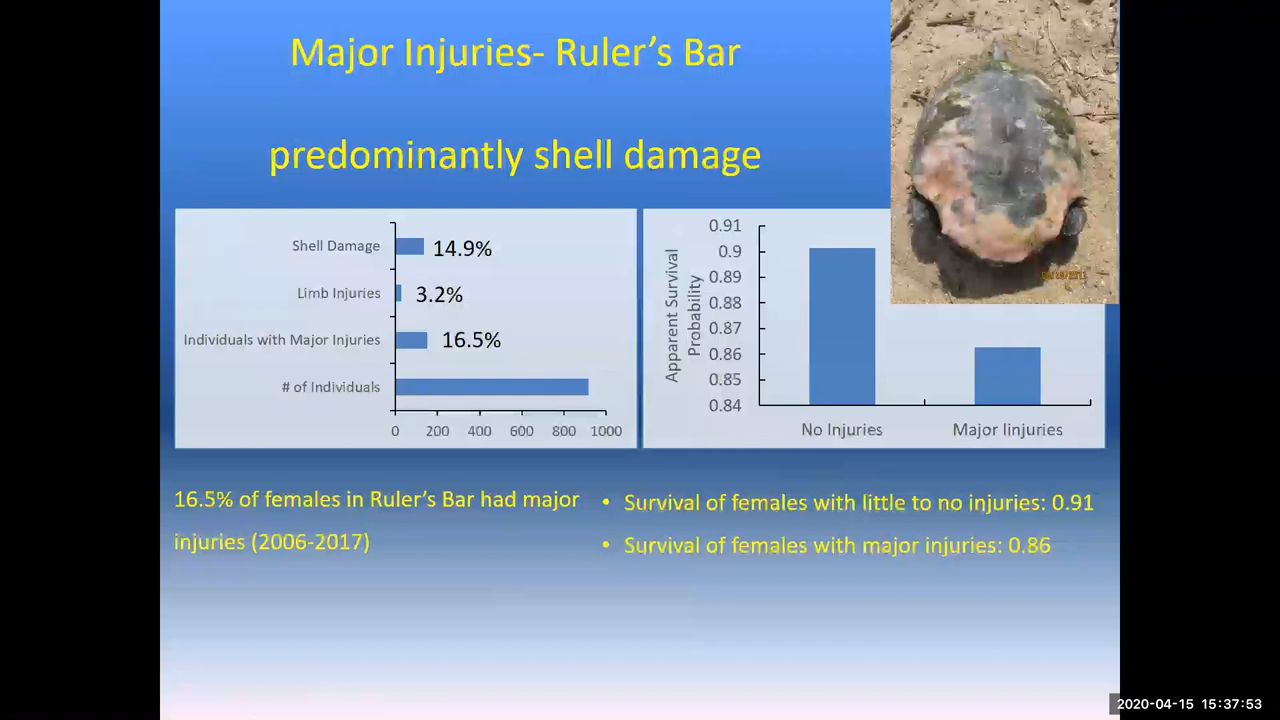 Major Injuries- Ruler's Bar
predominantly shell damage
Shell Damage
14.9%
Limb Injuries
3.2%
Individuals with Major Injuries
16.5%
# of Individuals
0 200 400 600 800 1000
Apparent Survival
Probability
0.91
0.9
0.89
0.88
0.87
0.86
0.85
0.84
No Injuries Major Iinjuries
16.5% of females in Ruler's Bar had major
injuries (2006-2017)
• Survival of females with little to no injuries: 0.91
• Survival of females with major injuries: 0.86
2020-04-15 15:37:53